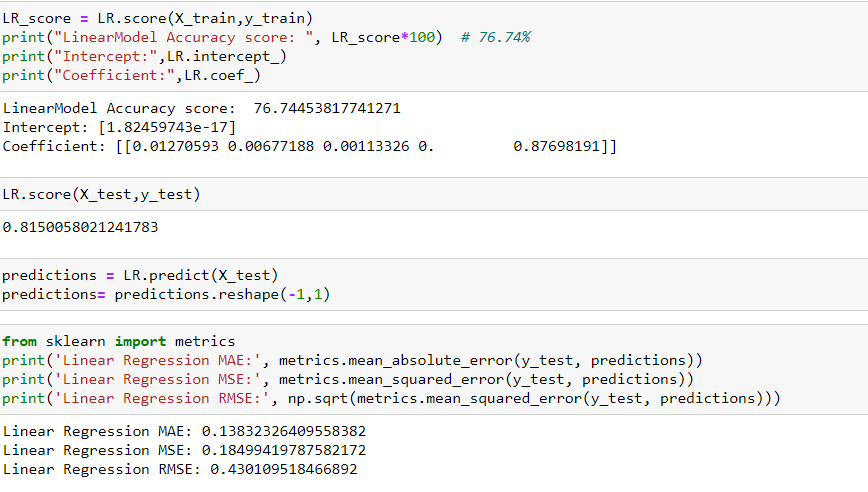 LR_score = LR.score(X_train,y_train)
print("LinearModel Accuracy score: ", LR_score*100)  # 76.74%
print("Intercept:",LR.intercept_)
print("Coefficient:",LR.coef_)
LinearModel Accuracy score:  76.74453817741271
Intercept: [1.82459743e-17]
Coefficient: [[0.01270593 0.00677188 0.00113326 0.         0.87698191]]
LR.score(X_test,y_test)
0.8150058021241783
predictions = LR.predict(X_test)
predictions= predictions.reshape(-1,1)
from sklearn import metrics
print('Linear Regression MAE:', metrics.mean_absolute_error(y_test, predictions))
print('Linear Regression MSE:', metrics.mean_squared_error(y_test, predictions))
print('Linear Regression RMSE:', np.sqrt(metrics.mean_squared_error(y_test, predictions)))
Linear Regression MAE: 0.13832326409558382
Linear Regression MSE: 0.18499419787582172
Linear Regression RMSE: 0.430109518466892